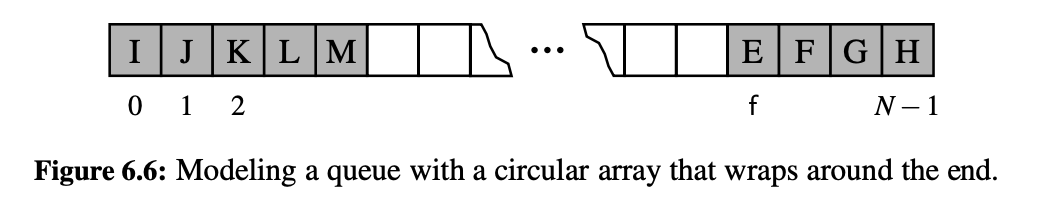 I J K L M ... E F G H
0 1 2 f N − 1
Figure 6.6: Modeling a queue with a circular array that wraps around the end.